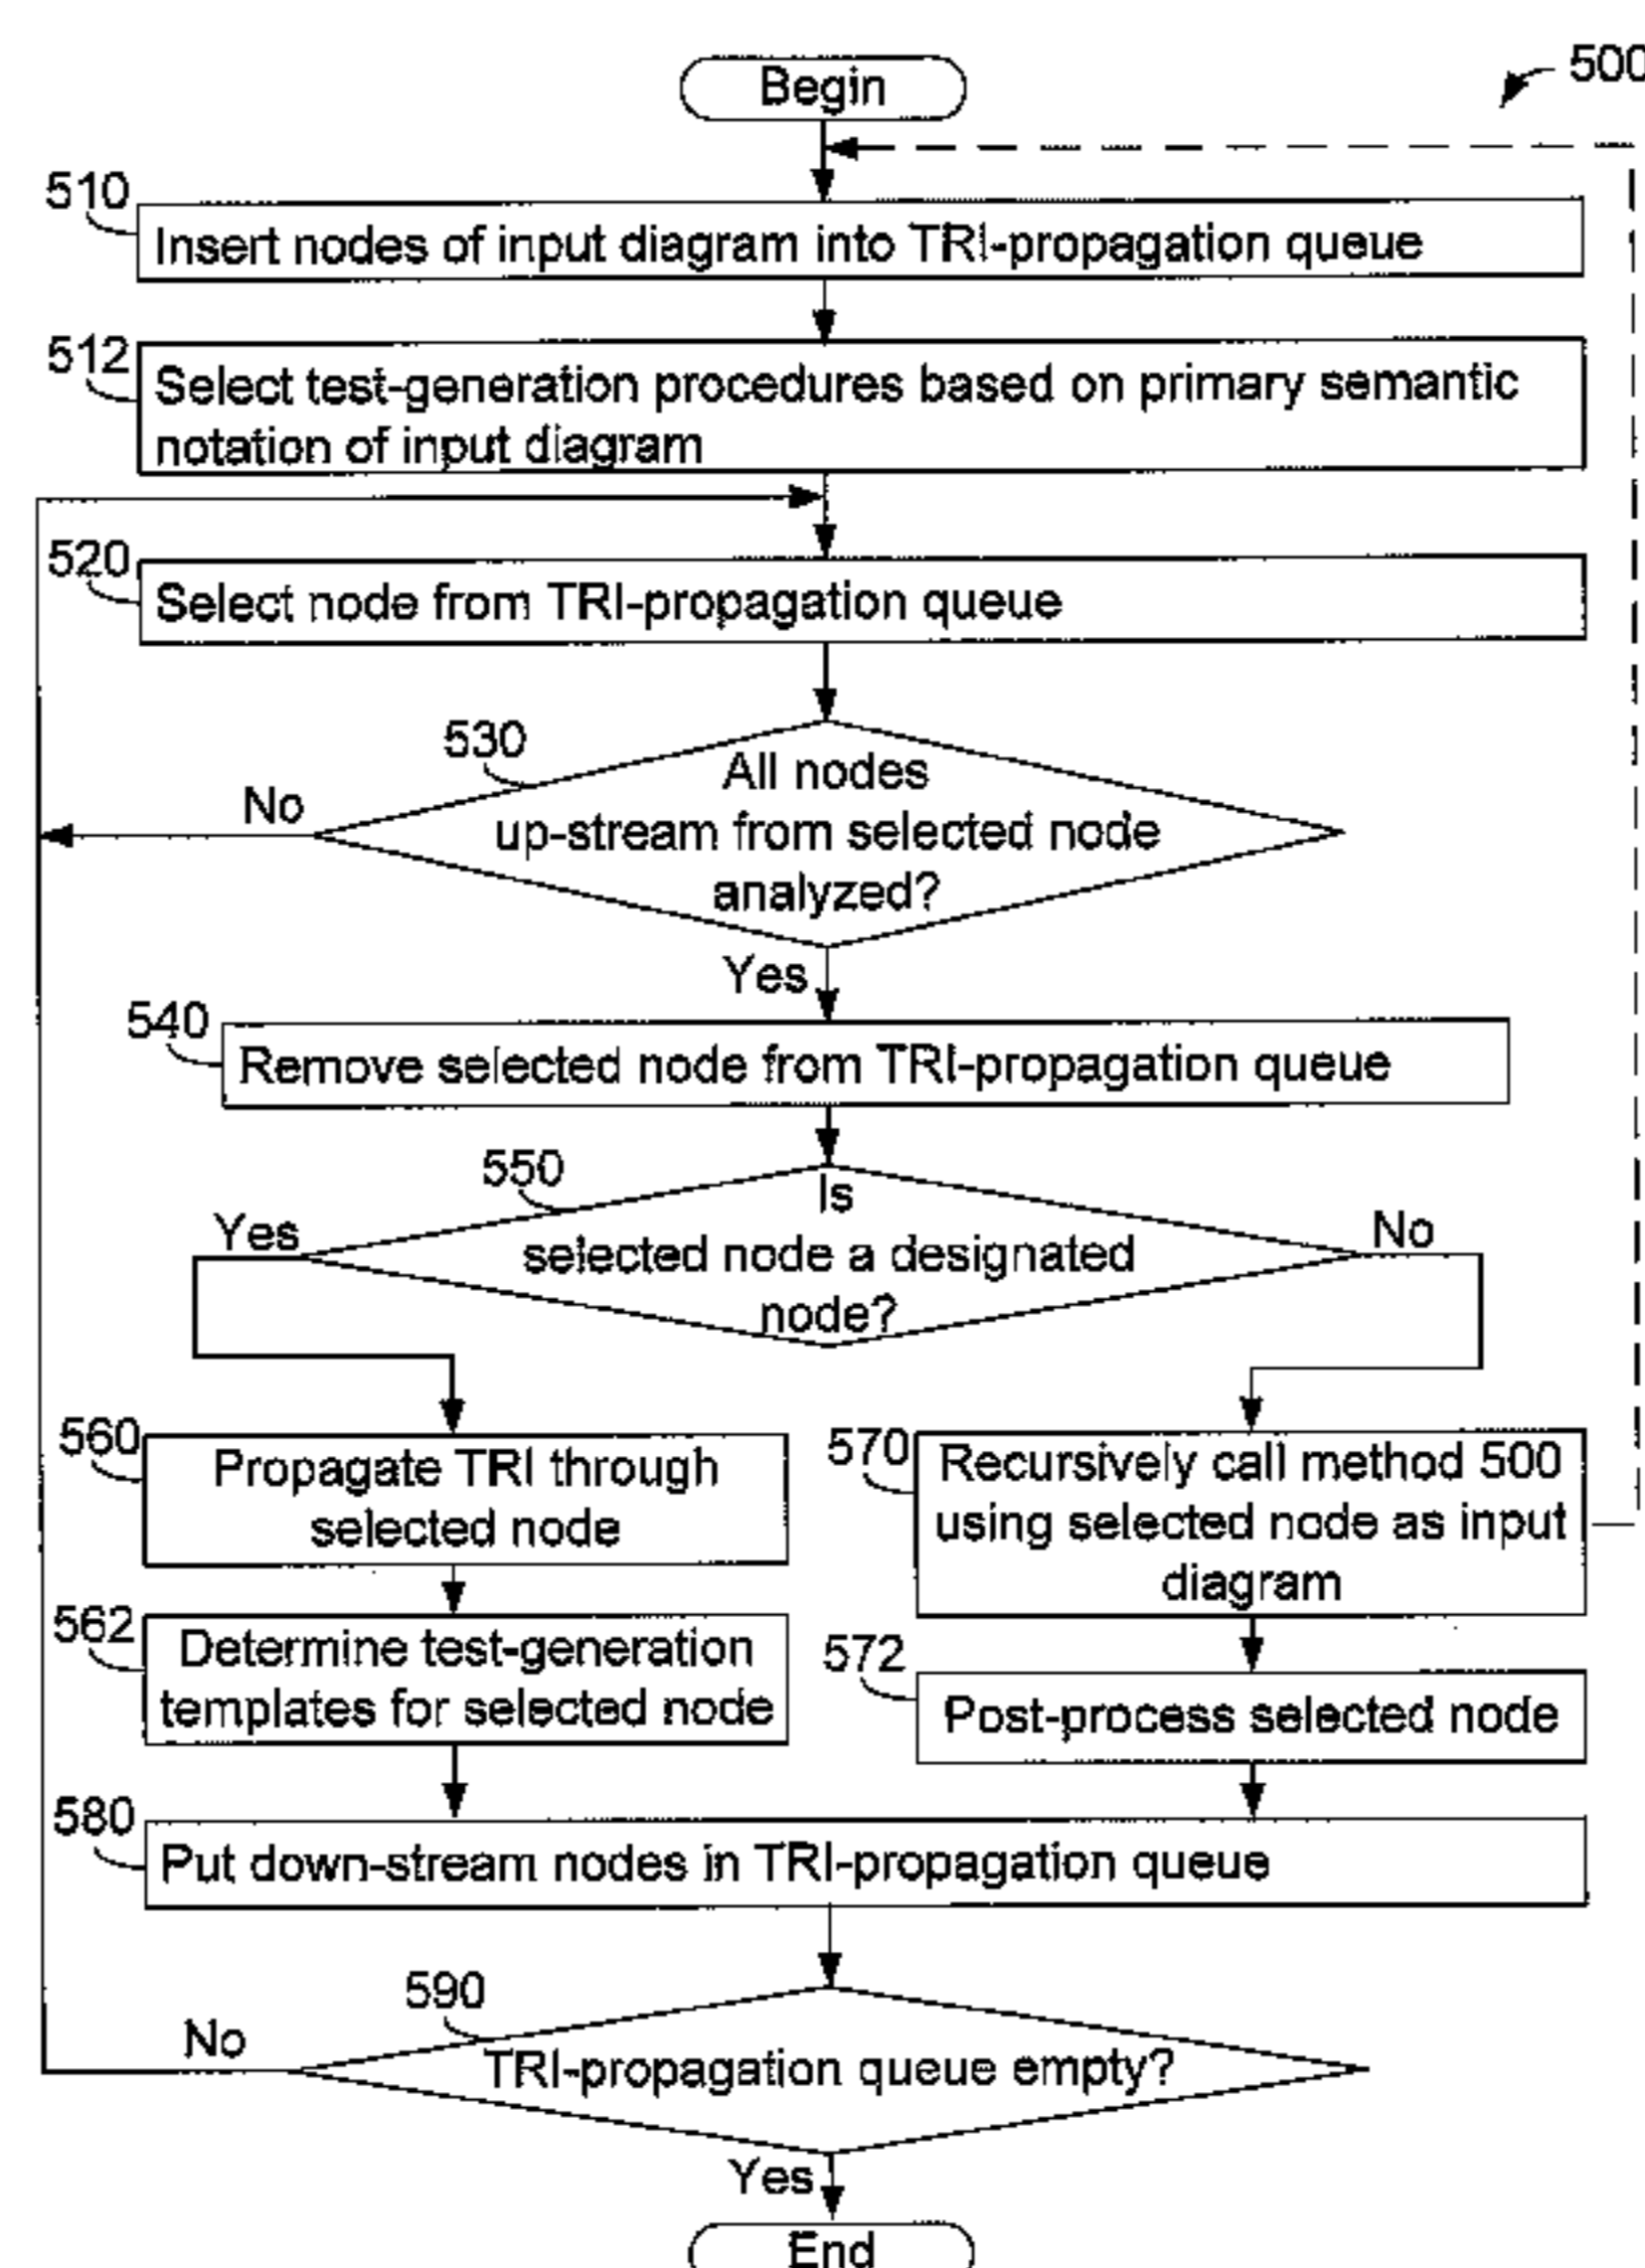 Begin
500
510
Insert nodes of input diagram into TRI-propagation queue
512
Select test-generation procedures based on primary semantic
notation of input diagram
520
Select node from TRI-propagation queue
530
All nodes
up-stream from selected node
analyzed?
No
Yes
540
Remove selected node from TRI-propagation queue
550
Is
selected node a designated
node?
Yes
No
560
Propagate TRI through
selected node
570
Recursively call method 500
using selected node as input
diagram
562
Determine test-generation
templates for selected node
572
Post-process selected node
580
Put down-stream nodes in TRI-propagation queue
590
TRI-propagation queue empty?
No
Yes
End